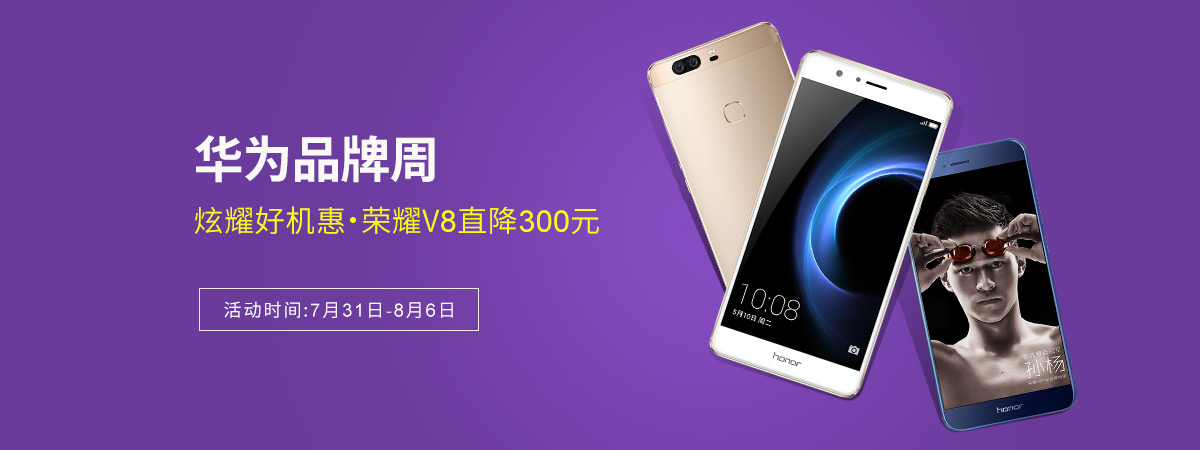 华为品牌周
炫耀好机惠·荣耀V8直降300元
活动时间:7月31日-8月6日
10:08
5月10日 周二
honor
孙杨
honor